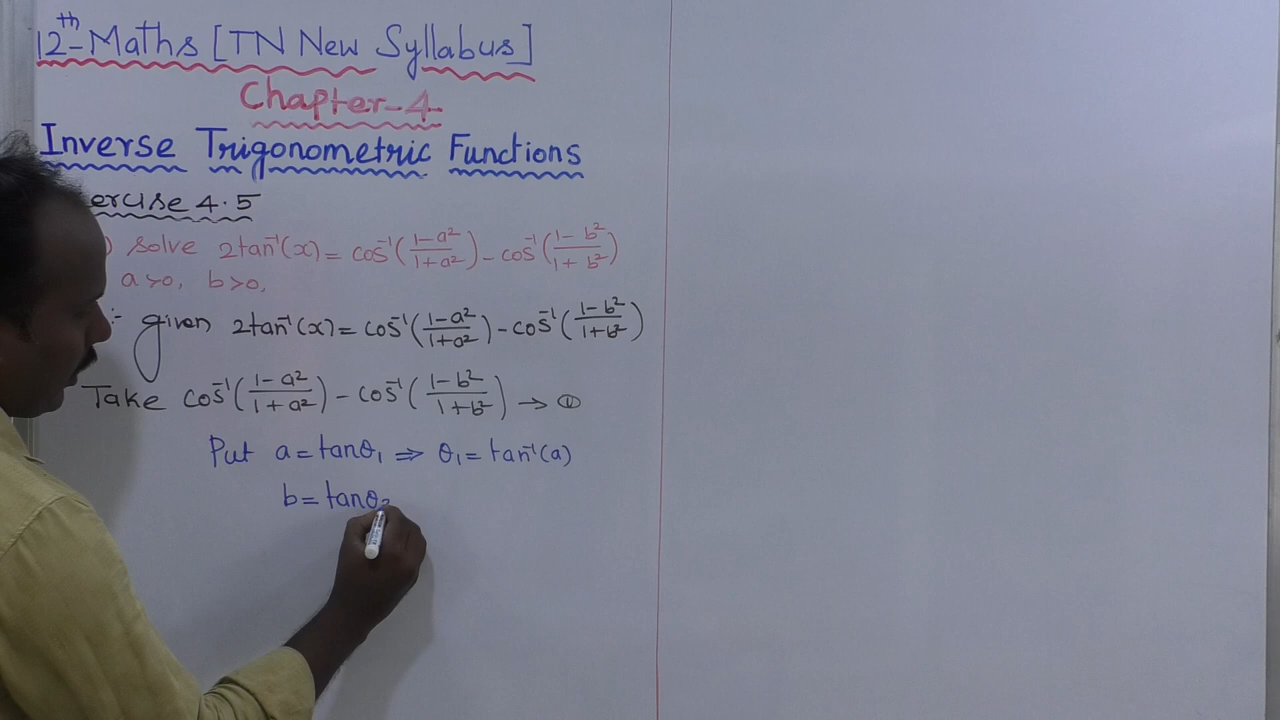 12th-Maths [TN New Syllabus]
Chapter-4
Inverse Trigonometric Functions
ercise 4.5
) solve 2tan⁻¹(x) = cos⁻¹((1-a²)/(1+a²)) - cos⁻¹((1-b²)/(1+b²))
a>0, b>0,
:- given 2tan⁻¹(x) = cos⁻¹((1-a²)/(1+a²)) - cos⁻¹((1-b²)/(1+b²))
Take cos⁻¹((1-a²)/(1+a²)) - cos⁻¹((1-b²)/(1+b²)) → ①
Put a = tanθ₁ ⇒ θ₁ = tan⁻¹(a)
b = tanθ₂